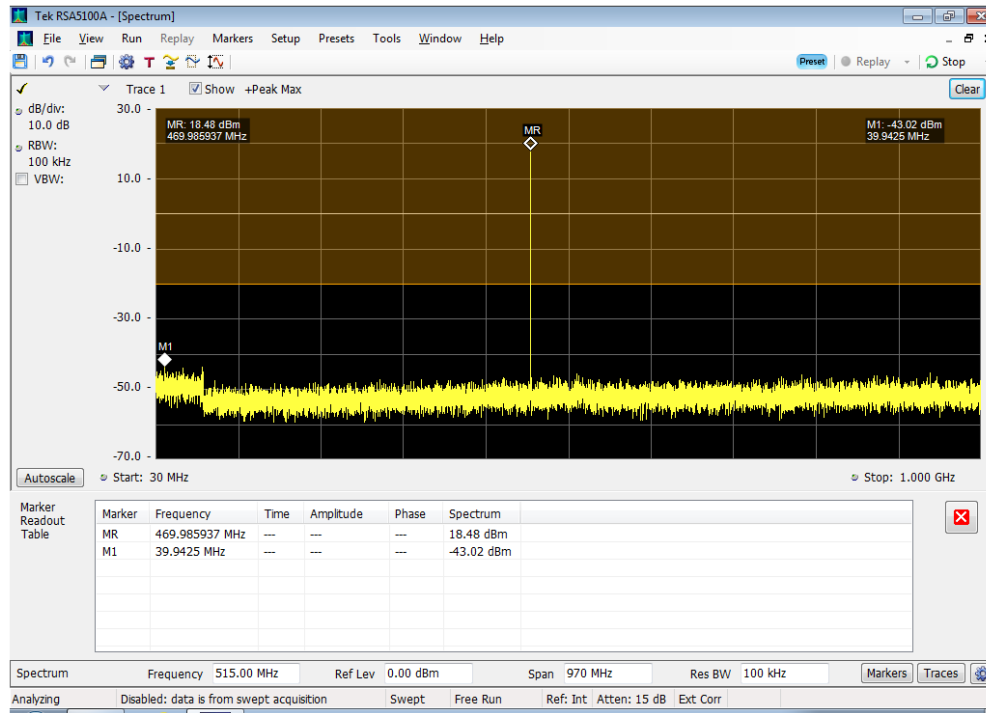 Tek RSA5100A - [Spectrum]
File View Run Replay Markers Setup Presets Tools Window Help
T Preset Replay Stop
Trace 1 Show +Peak Max Clear
dB/div:
10.0 dB
RBW:
100 kHz
VBW:
30.0 -
10.0 -
-10.0 -
-30.0 -
-50.0 -
-70.0 -
MR: 18.48 dBm
469.985937 MHz
MR
M1: -43.02 dBm
39.9425 MHz
M1
Autoscale Start: 30 MHz Stop: 1.000 GHz
Marker
Readout
Table
Marker Frequency Time Amplitude Phase Spectrum
MR 469.985937 MHz --- --- --- 18.48 dBm
M1 39.9425 MHz --- --- --- -43.02 dBm
Spectrum Frequency 515.00 MHz Ref Lev 0.00 dBm Span 970 MHz Res BW 100 kHz Markers Traces
Analyzing Disabled: data is from swept acquisition Swept Free Run Ref: Int Atten: 15 dB Ext Corr